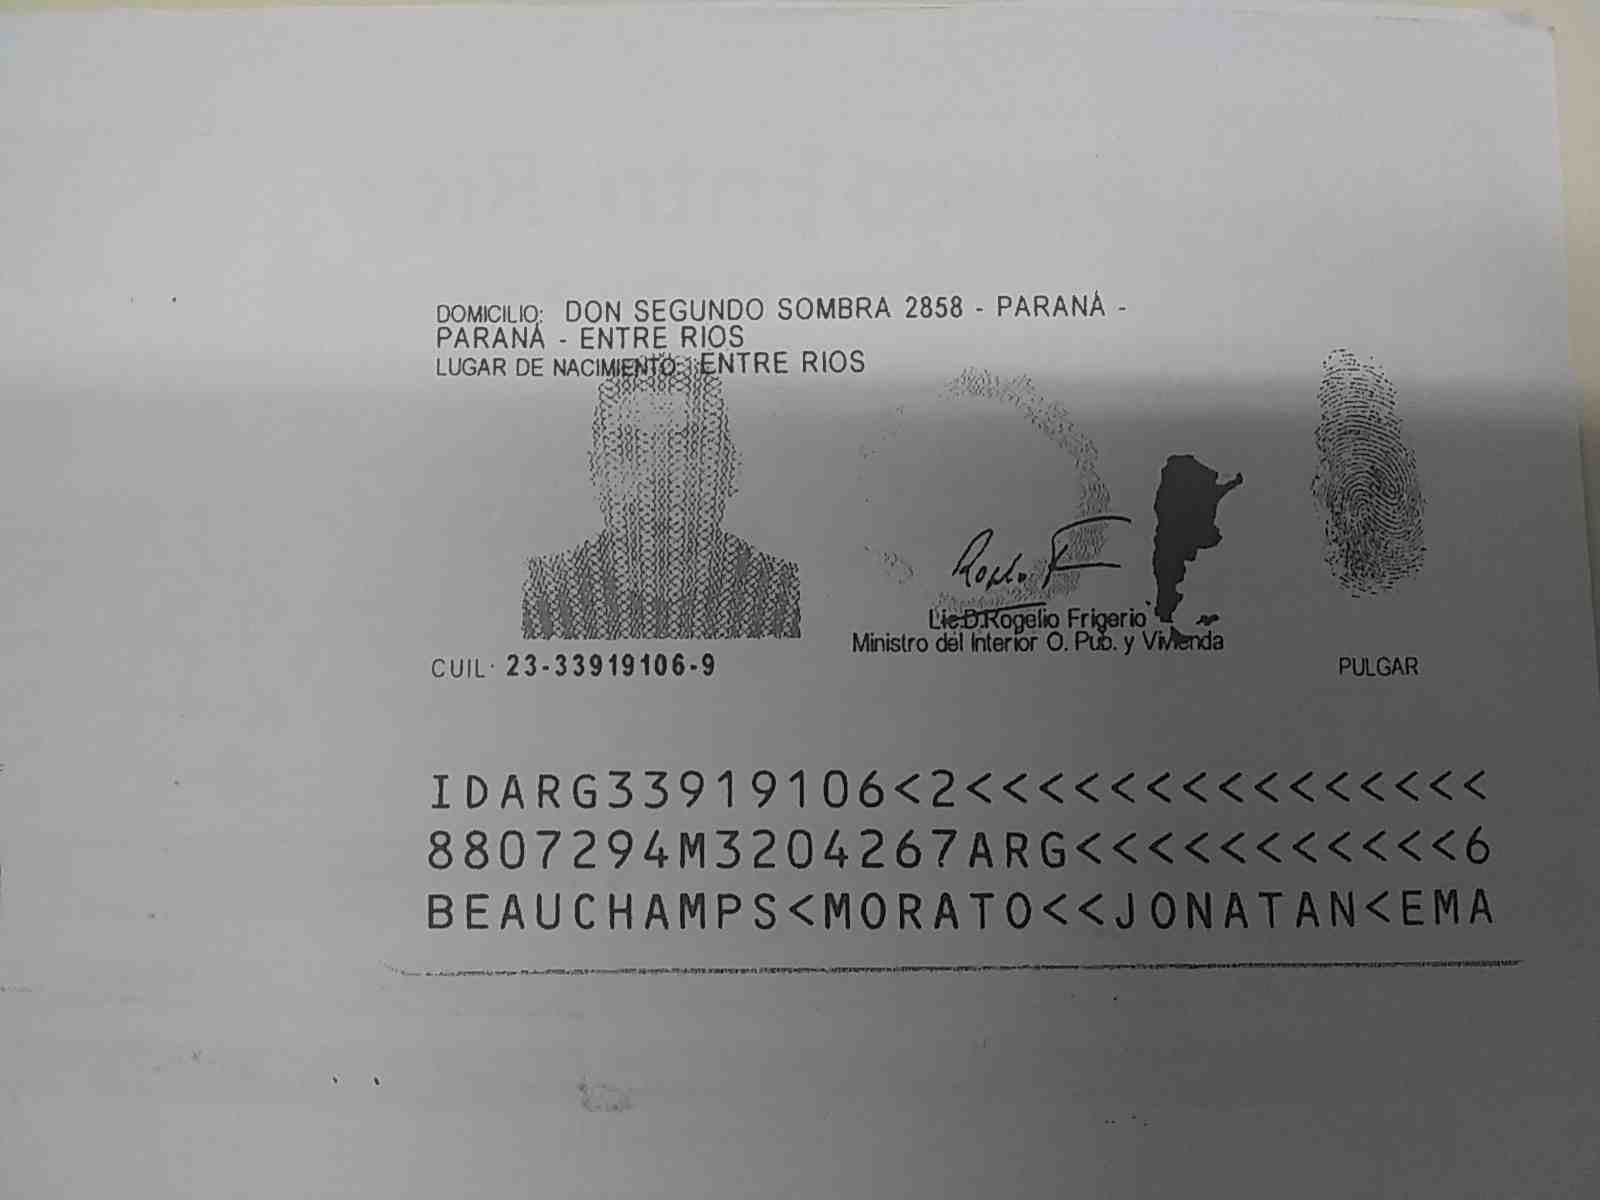 DOMICILIO: DON SEGUNDO SOMBRA 2858 - PARANÁ -
PARANÁ - ENTRE RIOS
LUGAR DE NACIMIENTO: ENTRE RIOS
Lic.D.Rogelio Frigerio
Ministro del Interior O. Pub. y Vivienda
CUIL: 23-33919106-9
PULGAR
IDARG33919106<2<<<<<<<<<<<<<<<
8807294M3204267ARG<<<<<<<<<<<6
BEAUCHAMPS<MORATO<<JONATAN<EMA